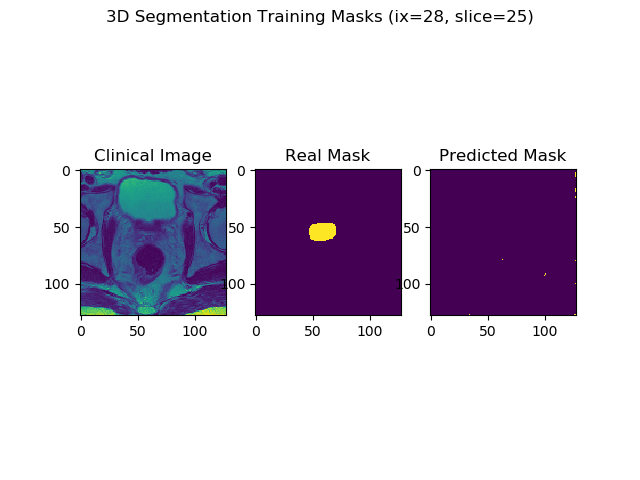 3D Segmentation Training Masks (ix=28, slice=25)
Clinical Image Real Mask Predicted Mask
0 0 0
50 50 50
100 100 100
0 50 100 0 50 100 0 50 100